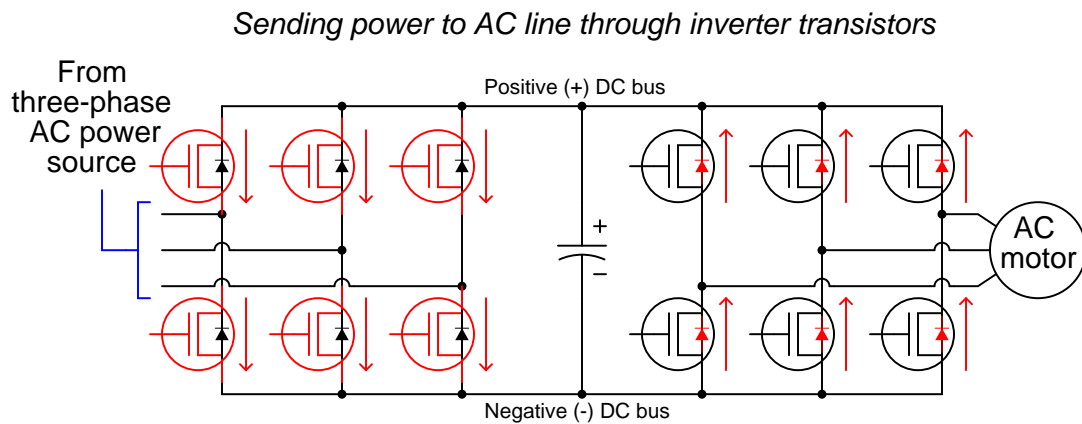 Sending power to AC line through inverter transistors
From
three-phase
AC power
source
Positive (+) DC bus
+
-
AC
motor
Negative (-) DC bus